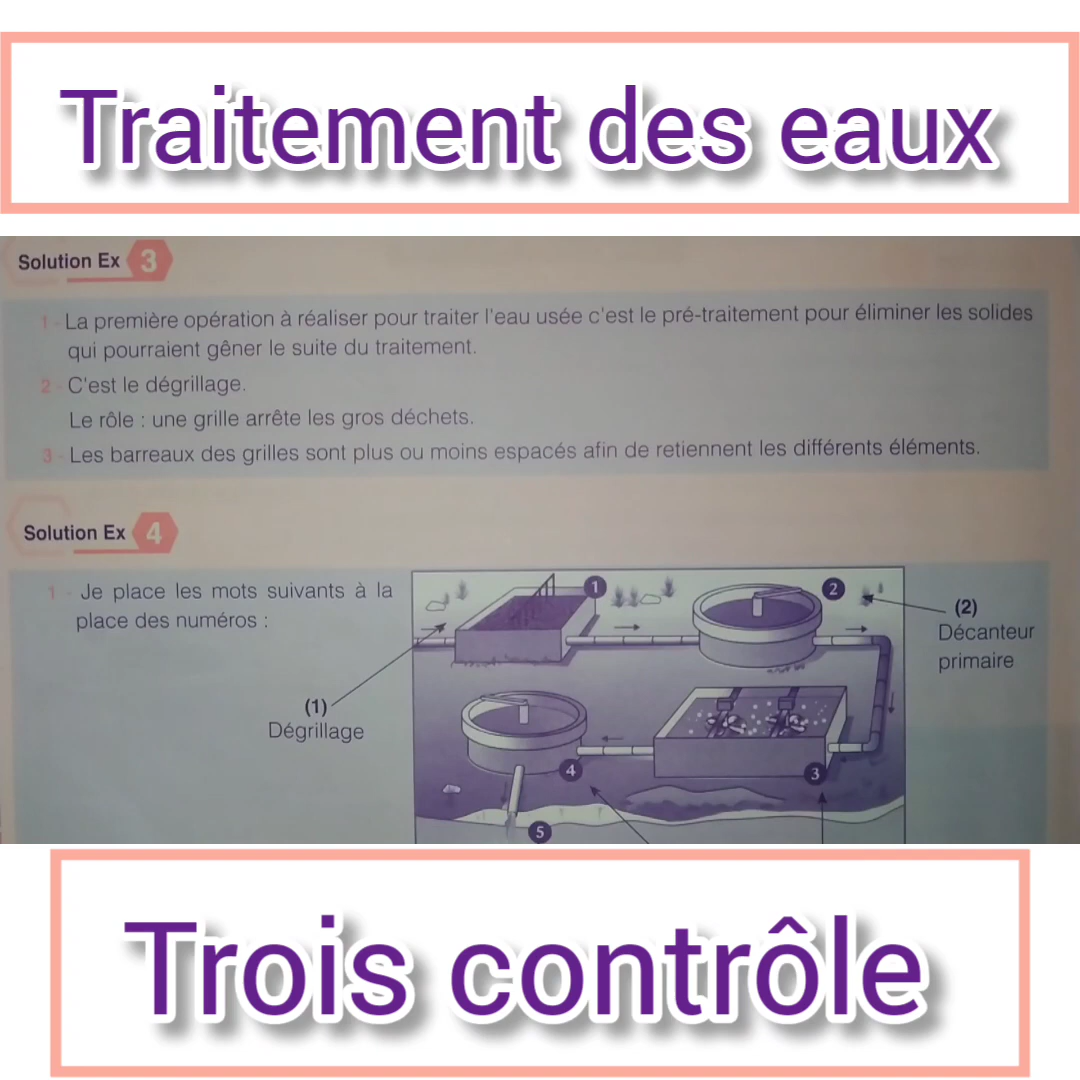 Traitement des eaux
Solution Ex 3
1 - La première opération à réaliser pour traiter l'eau usée c'est le pré-traitement pour éliminer les solides
qui pourraient gêner le suite du traitement.
2 - C'est le dégrillage.
Le rôle : une grille arrête les gros déchets.
3 - Les barreaux des grilles sont plus ou moins espacés afin de retiennent les différents éléments.
Solution Ex 4
1 - Je place les mots suivants à la
place des numéros :
(1)
Dégrillage
1
2
(2)
Décanteur
primaire
3
4
5
Trois contrôle